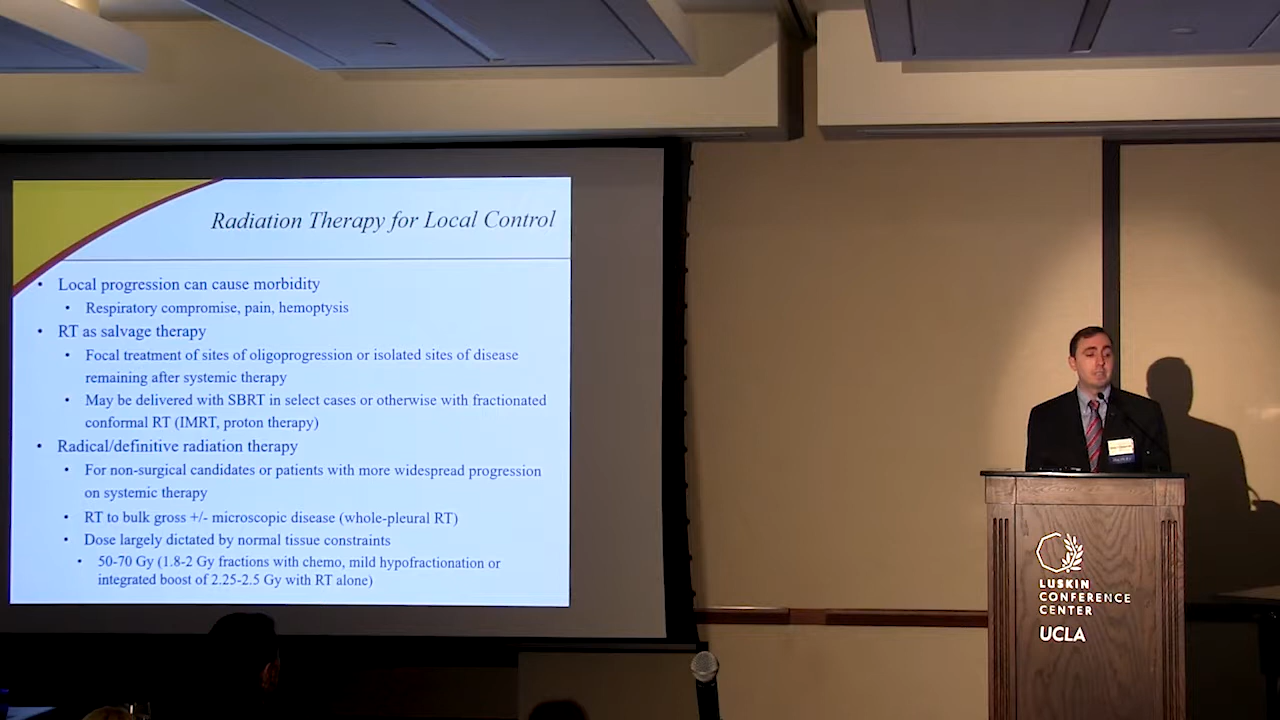 Radiation Therapy for Local Control
• Local progression can cause morbidity
• Respiratory compromise, pain, hemoptysis
• RT as salvage therapy
• Focal treatment of sites of oligoprogression or isolated sites of disease
remaining after systemic therapy
• May be delivered with SBRT in select cases or otherwise with fractionated
conformal RT (IMRT, proton therapy)
• Radical/definitive radiation therapy
• For non-surgical candidates or patients with more widespread progression
on systemic therapy
• RT to bulk gross +/- microscopic disease (whole-pleural RT)
• Dose largely dictated by normal tissue constraints
• 50-70 Gy (1.8-2 Gy fractions with chemo, mild hypofractionation or
integrated boost of 2.25-2.5 Gy with RT alone)
LUSKIN
CONFERENCE
CENTER
UCLA